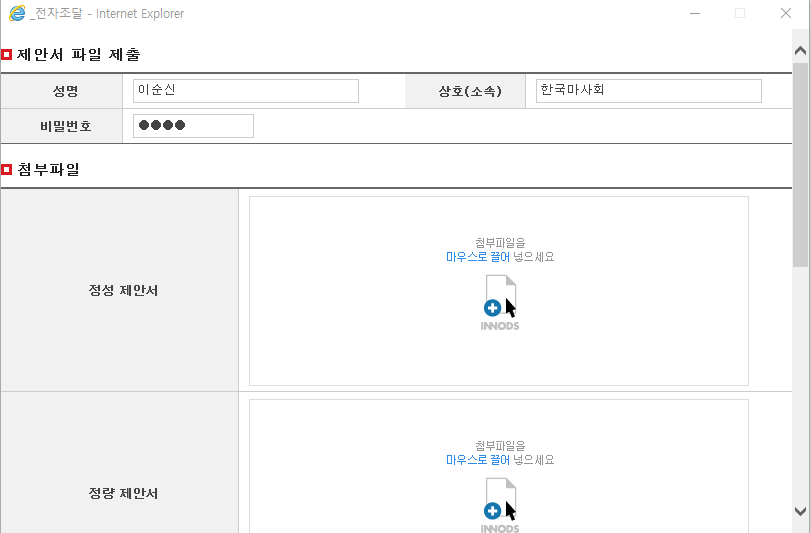 _전자조달 - Internet Explorer
제안서 파일 제출
성명 이순신 상호(소속) 한국마사회
비밀번호 ●●●●
첨부파일
정성 제안서
첨부파일을
마우스로 끌어 넣으세요
INNODS
정량 제안서
첨부파일을
마우스로 끌어 넣으세요
INNODS